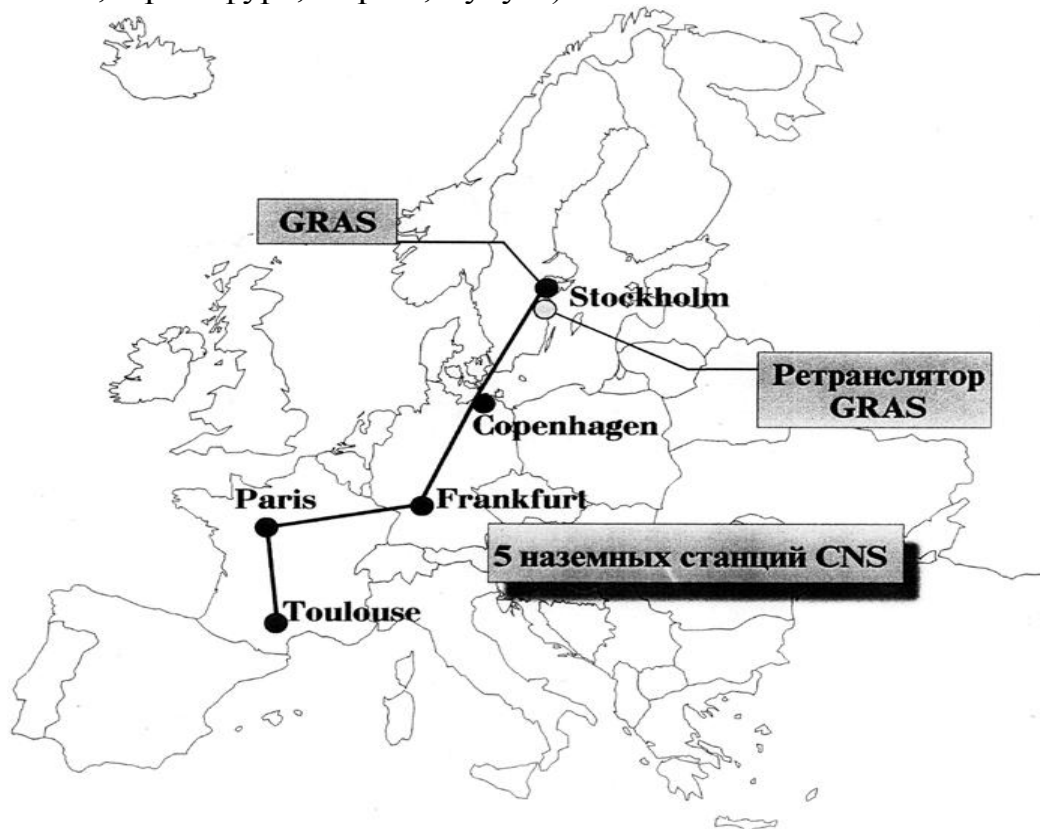 GRAS
Stockholm
Ретранслятор
GRAS
Copenhagen
Paris
Frankfurt
5 наземных станций CNS
Toulouse